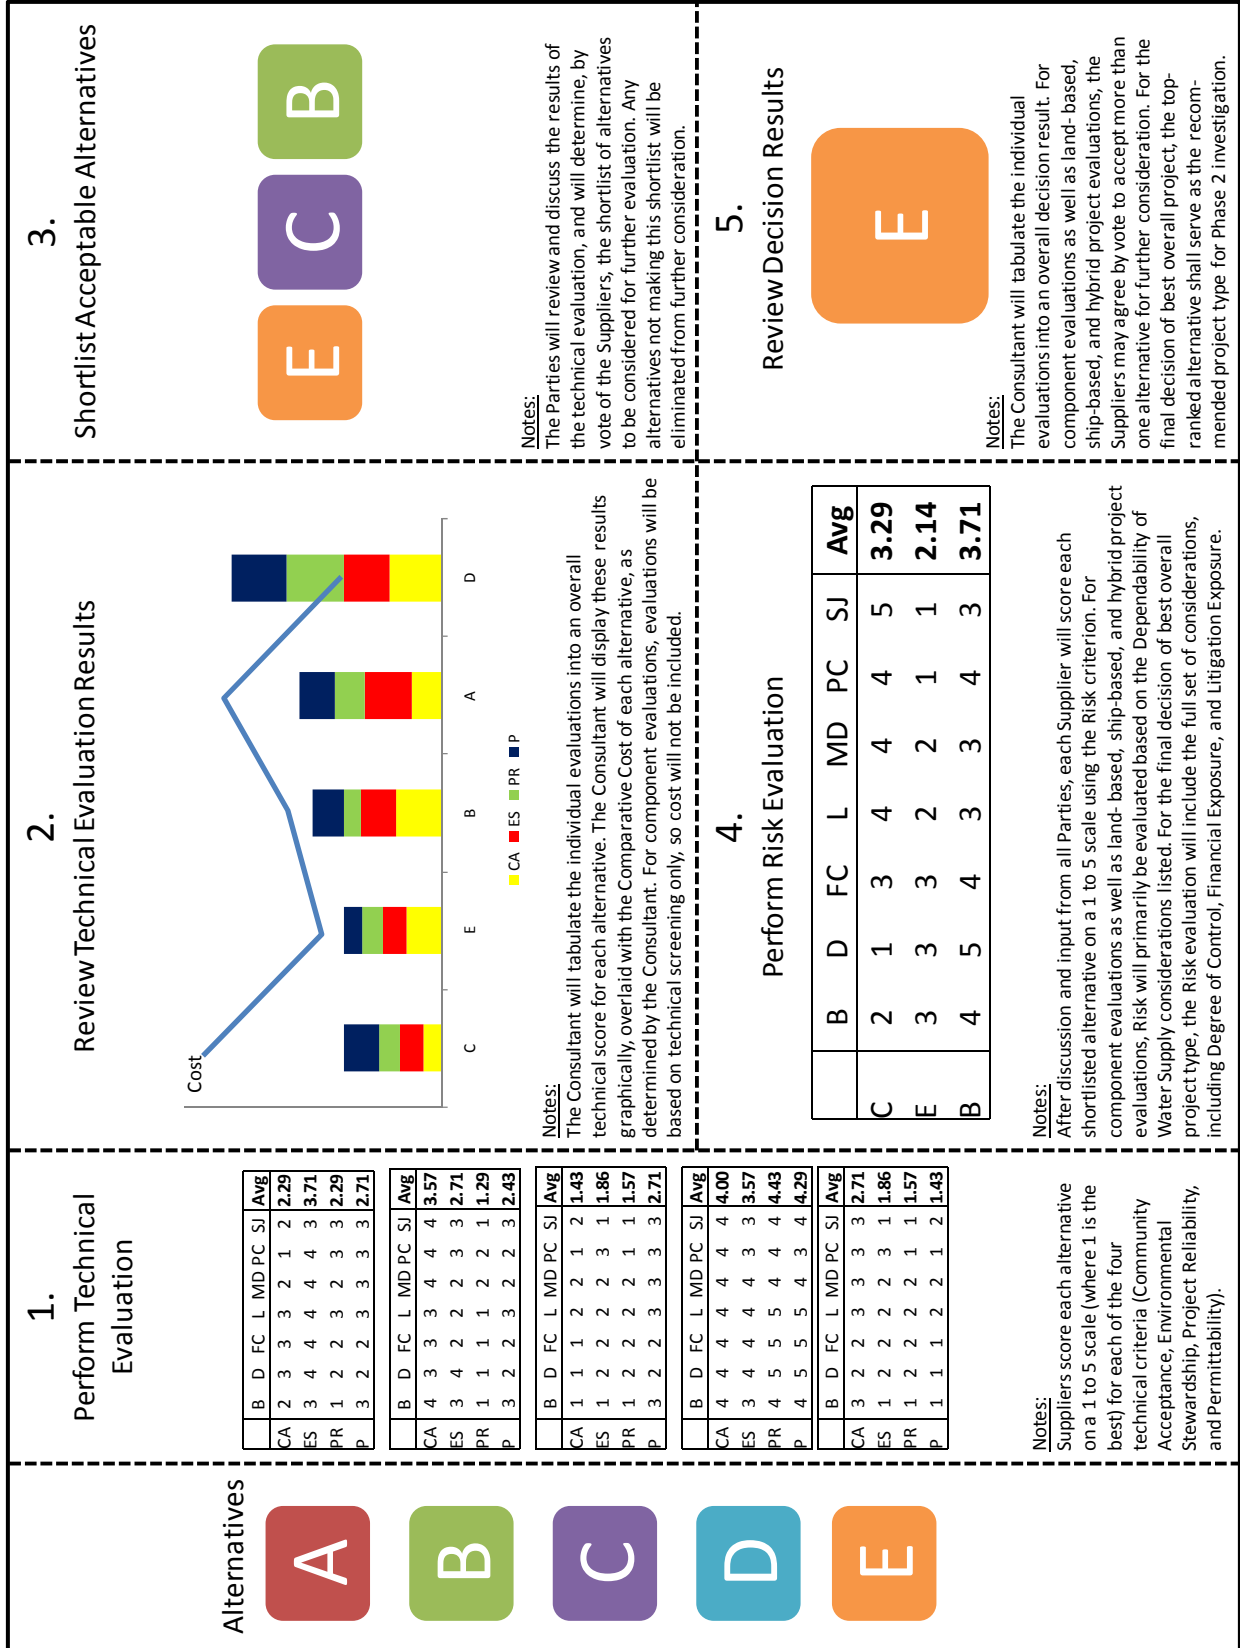 Alternatives
A
B
C
D
E
1.
Perform Technical
Evaluation
B D FC L MD PC SJ Avg
CA 2 3 3 3 2 1 2 2.29
ES 3 4 4 4 4 4 3 3.71
PR 1 2 2 3 2 3 3 2.29
P 3 2 2 3 3 3 3 2.71
B D FC L MD PC SJ Avg
CA 4 3 3 3 4 4 4 3.57
ES 3 4 2 2 2 3 3 2.71
PR 1 1 1 1 2 2 1 1.29
P 3 2 2 3 2 2 3 2.43
B D FC L MD PC SJ Avg
CA 1 1 1 2 2 1 2 1.43
ES 1 2 2 2 2 3 1 1.86
PR 1 2 2 2 2 1 1 1.57
P 3 2 2 3 3 3 3 2.71
B D FC L MD PC SJ Avg
CA 4 4 4 4 4 4 4 4.00
ES 3 4 4 4 4 3 3 3.57
PR 4 5 5 5 4 4 4 4.43
P 4 5 5 5 4 3 4 4.29
B D FC L MD PC SJ Avg
CA 3 2 2 3 3 3 3 2.71
ES 1 2 2 2 2 3 1 1.86
PR 1 2 2 2 2 1 1 1.57
P 1 1 1 2 2 1 2 1.43
Notes:
Suppliers score each alternative
on a 1 to 5 scale (where 1 is the
best) for each of the four
technical criteria (Community
Acceptance, Environmental
Stewardship, Project Reliability,
and Permittability).
2.
Review Technical Evaluation Results
Cost
C E B A D
CA ES PR P
Notes:
The Consultant will tabulate the individual evaluations into an overall
technical score for each alternative. The Consultant will display these results
graphically, overlaid with the Comparative Cost of each alternative, as
determined by the Consultant. For component evaluations, evaluations will be
based on technical screening only, so cost will not be included.
3.
Shortlist Acceptable Alternatives
E C B
Notes:
The Parties will review and discuss the results of
the technical evaluation, and will determine, by
vote of the Suppliers, the shortlist of alternatives
to be considered for further evaluation. Any
alternatives not making this shortlist will be
eliminated from further consideration.
4.
Perform Risk Evaluation
B D FC L MD PC SJ Avg
C 2 1 3 4 4 4 5 3.29
E 3 3 3 2 2 1 1 2.14
B 4 5 4 3 3 4 3 3.71
Notes:
After discussion and input from all Parties, each Supplier will score each
shortlisted alternative on a 1 to 5 scale using the Risk criterion. For
component evaluations as well as land- based, ship-based, and hybrid project
evaluations, Risk will primarily be evaluated based on the Dependability of
Water Supply considerations listed. For the final decision of best overall
project type, the Risk evaluation will include the full set of considerations,
including Degree of Control, Financial Exposure, and Litigation Exposure.
5.
Review Decision Results
E
Notes:
The Consultant will tabulate the individual
evaluations into an overall decision result. For
component evaluations as well as land- based,
ship-based, and hybrid project evaluations, the
Suppliers may agree by vote to accept more than
one alternative for further consideration. For the
final decision of best overall project, the top-
ranked alternative shall serve as the recom-
mended project type for Phase 2 investigation.